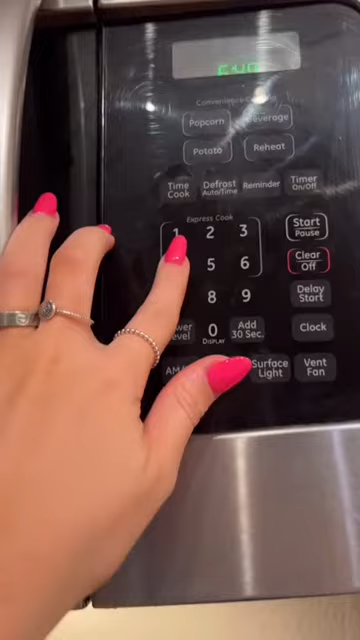 Convenience Cooking
Popcorn Beverage
Potato Reheat
Time Cook Defrost Auto/Time Reminder Timer On/Off
Express Cook
1 2 3 Start Pause
5 6 Clear Off
8 9 Delay Start
0 DISPLAY Add 30 Sec. Clock
Surface Light Vent Fan